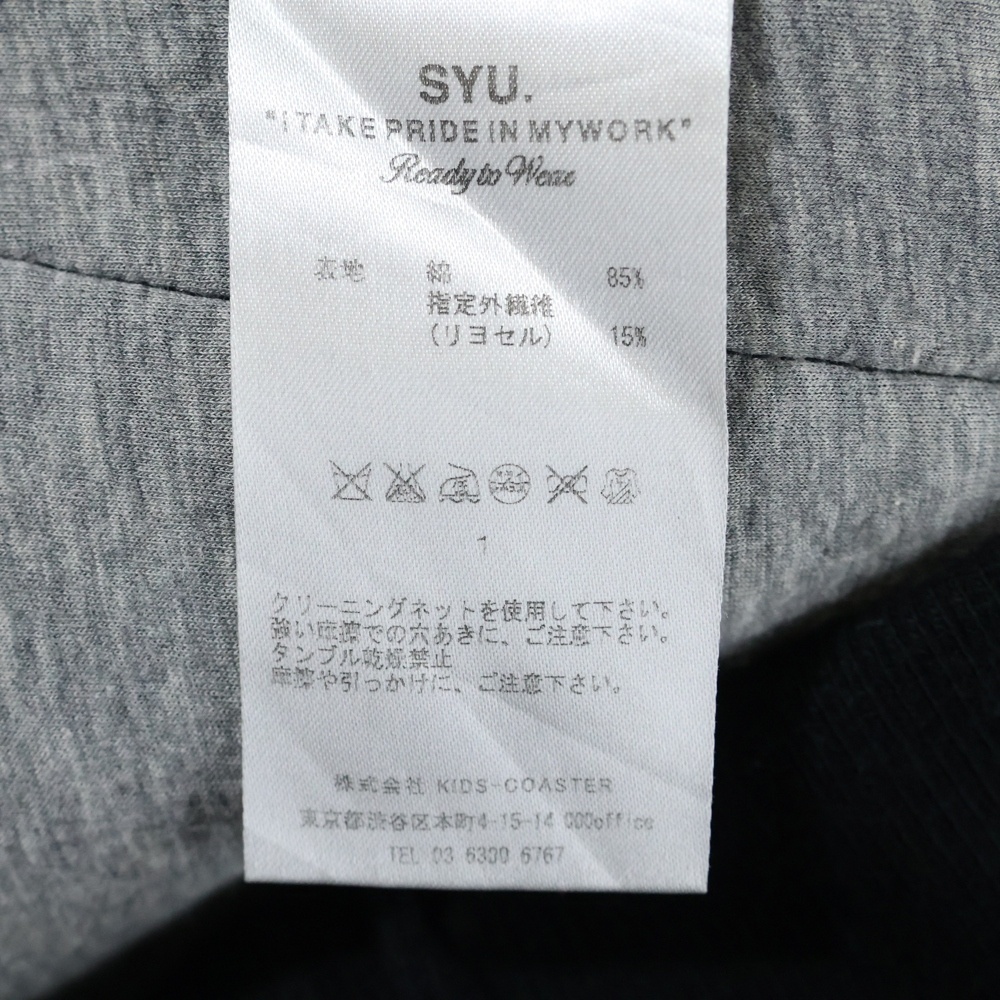 SYU.
"I TAKE PRIDE IN MY WORK"
Ready to Wear
表地 綿 85%
指定外繊維
(リヨセル) 15%
1
クリーニングネットを使用して下さい。
強い摩擦での穴あきに、ご注意下さい。
タンブル乾燥禁止
摩擦や引っかけに、ご注意下さい。
株式会社 KIDS-COASTER
東京都渋谷区本町4-15-14 000office
TEL 03 6300 6767